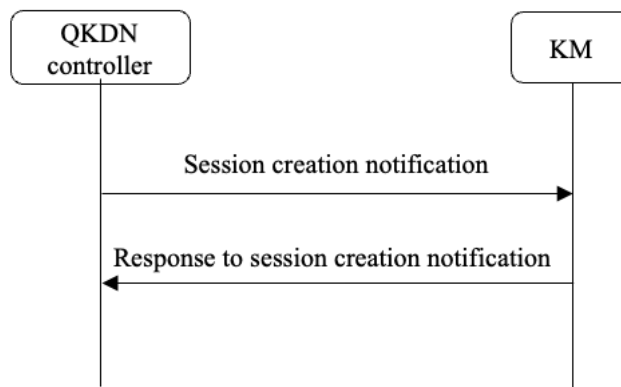 QKDN
controller
KM
Session creation notification
Response to session creation notification